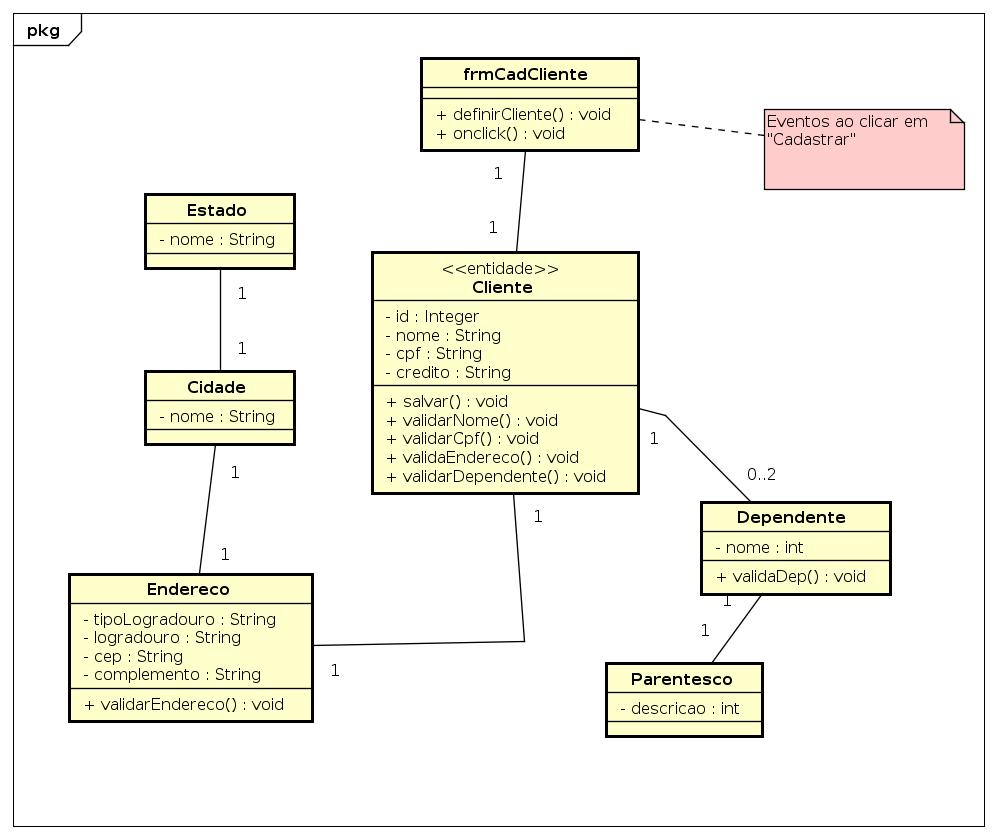 pkg
frmCadCliente
+ definirCliente() : void
+ onclick() : void
Eventos ao clicar em
"Cadastrar"
1
1
Estado
- nome : String
1
1
Cidade
- nome : String
1
1
<<entidade>>
Cliente
- id : Integer
- nome : String
- cpf : String
- credito : String
+ salvar() : void
+ validarNome() : void
+ validarCpf() : void
+ validaEndereco() : void
+ validarDependente() : void
1
0..2
1
1
Dependente
- nome : int
+ validaDep() : void
1
1
Endereco
- tipoLogradouro : String
- logradouro : String
- cep : String
- complemento : String
+ validarEndereco() : void
Parentesco
- descricao : int